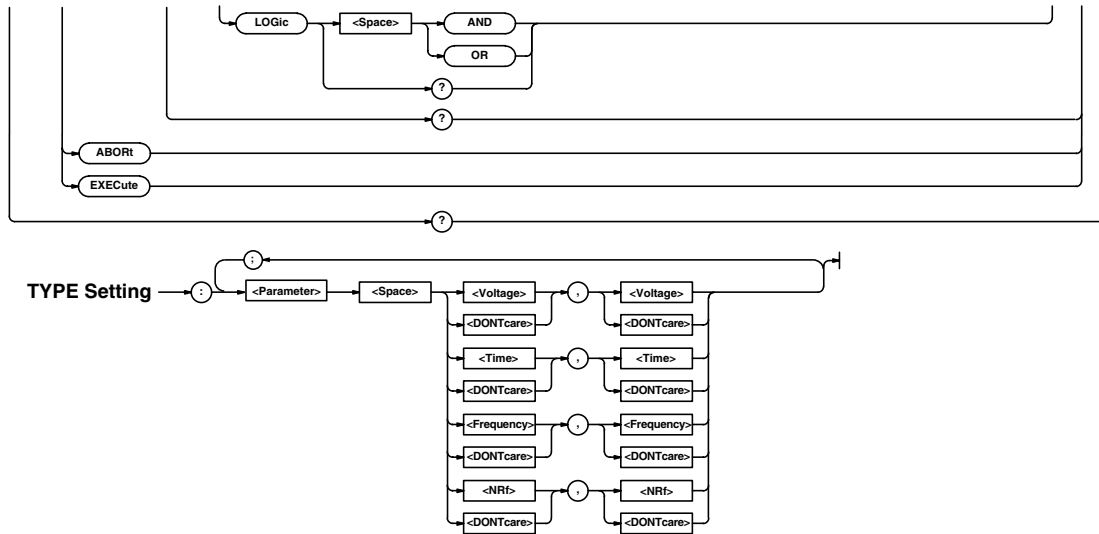 LOGic <Space> AND
OR
?
?
ABORt
EXECute
?
;
TYPE Setting : <Parameter> <Space> <Voltage> , <Voltage>
<DONTcare> <DONTcare>
<Time> , <Time>
<DONTcare> <DONTcare>
<Frequency> , <Frequency>
<DONTcare> <DONTcare>
<NRf> , <NRf>
<DONTcare> <DONTcare>